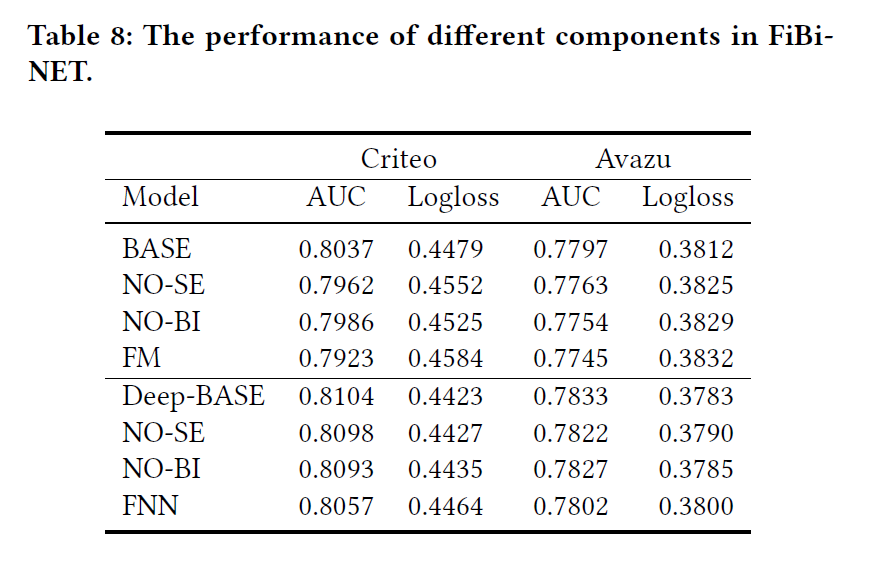 Table 8: The performance of different components in FiBi-
NET.
Criteo Avazu
Model AUC Logloss AUC Logloss
BASE 0.8037 0.4479 0.7797 0.3812
NO-SE 0.7962 0.4552 0.7763 0.3825
NO-BI 0.7986 0.4525 0.7754 0.3829
FM 0.7923 0.4584 0.7745 0.3832
Deep-BASE 0.8104 0.4423 0.7833 0.3783
NO-SE 0.8098 0.4427 0.7822 0.3790
NO-BI 0.8093 0.4435 0.7827 0.3785
FNN 0.8057 0.4464 0.7802 0.3800